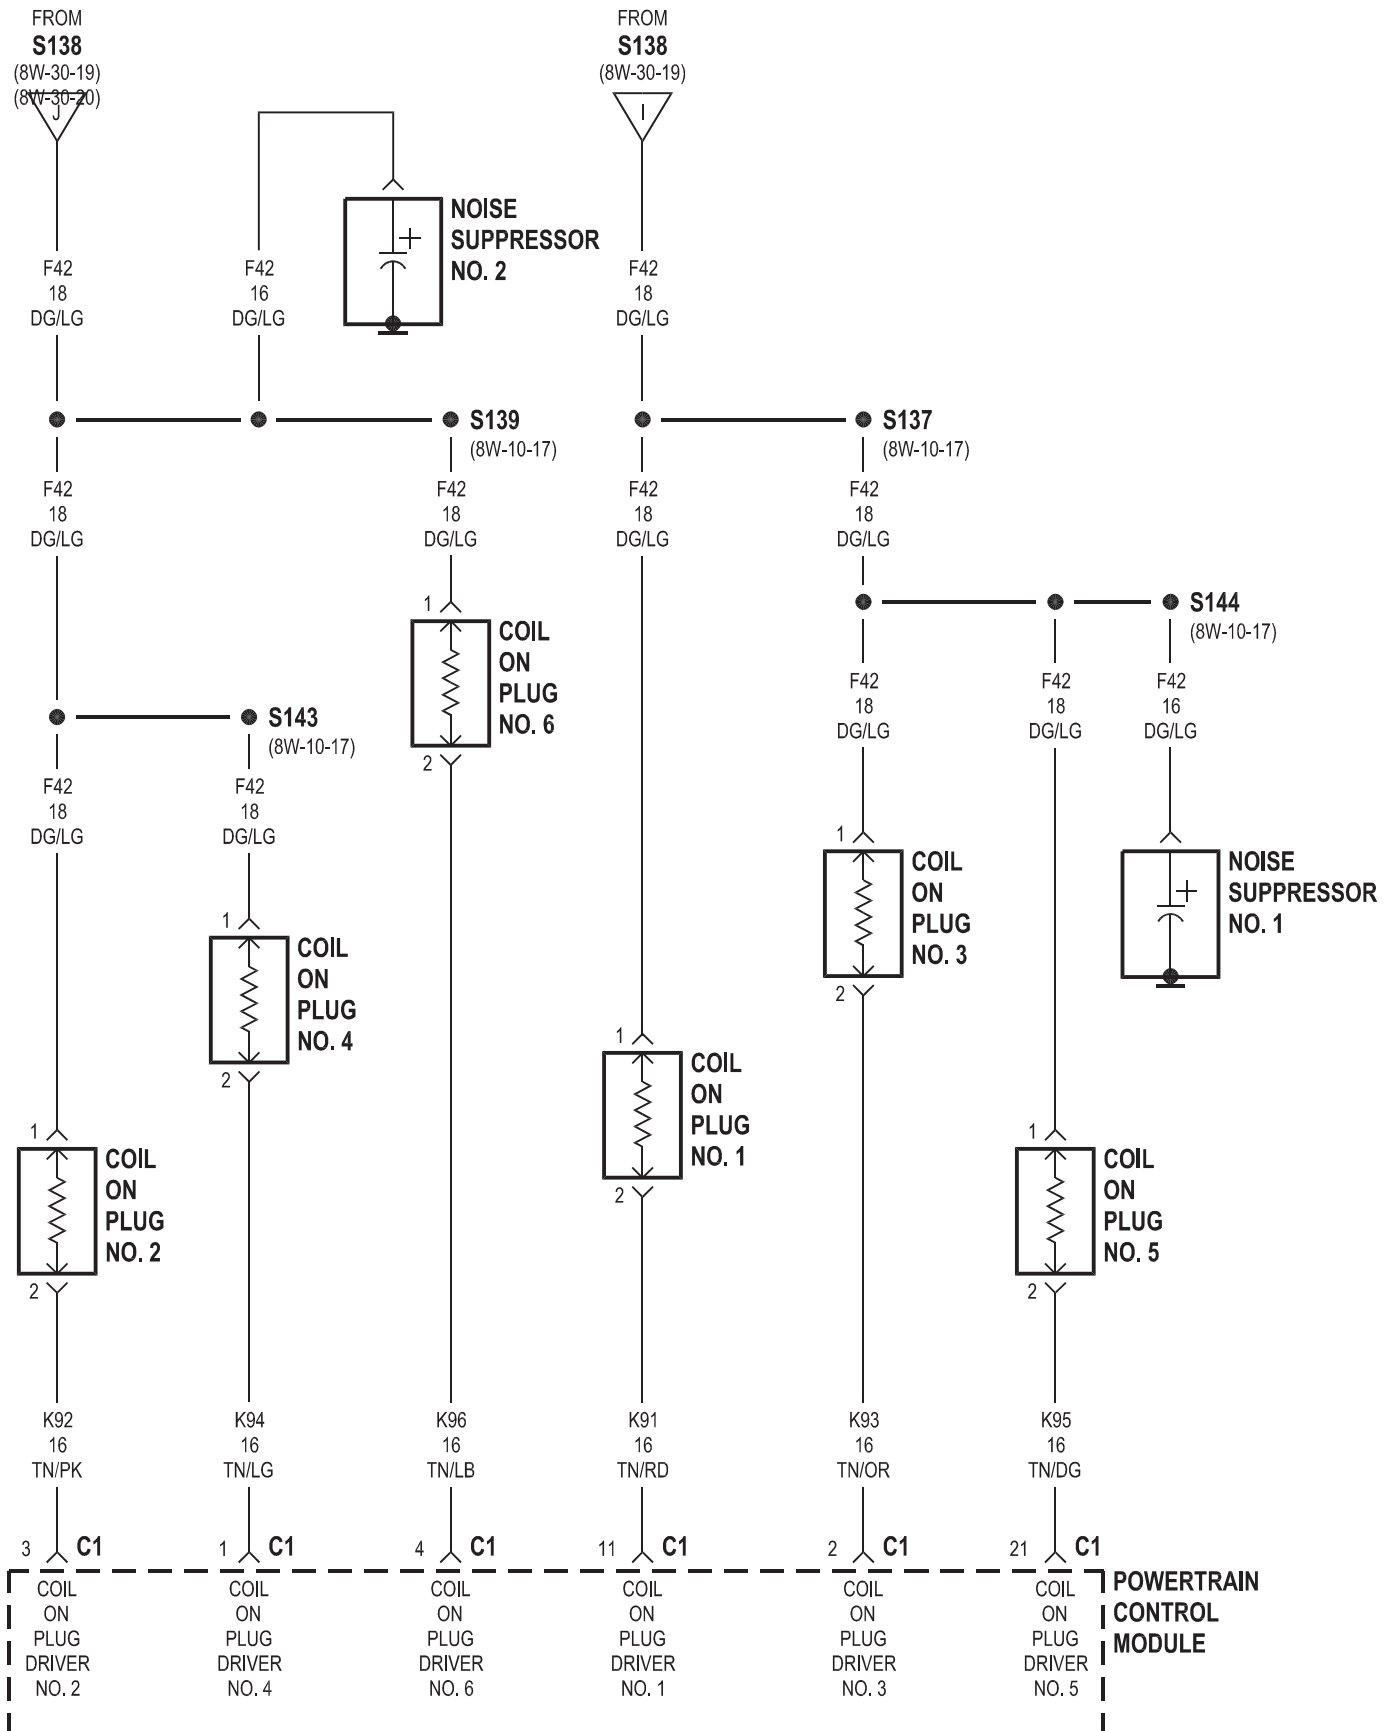 FROM
S138
(8W-30-19)
(8W-30-20)
J
FROM
S138
(8W-30-19)
I
NOISE
SUPPRESSOR
NO. 2
F42
18
DG/LG
F42
16
DG/LG
F42
18
DG/LG
S139
(8W-10-17)
S137
(8W-10-17)
F42
18
DG/LG
F42
18
DG/LG
F42
18
DG/LG
F42
18
DG/LG
S144
(8W-10-17)
1
COIL
ON
PLUG
NO. 6
2
F42
18
DG/LG
F42
18
DG/LG
F42
16
DG/LG
S143
(8W-10-17)
F42
18
DG/LG
F42
18
DG/LG
1
COIL
ON
PLUG
NO. 3
2
NOISE
SUPPRESSOR
NO. 1
1
COIL
ON
PLUG
NO. 4
2
1
COIL
ON
PLUG
NO. 1
2
1
COIL
ON
PLUG
NO. 2
2
1
COIL
ON
PLUG
NO. 5
2
K92
16
TN/PK
K94
16
TN/LG
K96
16
TN/LB
K91
16
TN/RD
K93
16
TN/OR
K95
16
TN/DG
3 C1
1 C1
4 C1
11 C1
2 C1
21 C1
COIL
ON
PLUG
DRIVER
NO. 2
COIL
ON
PLUG
DRIVER
NO. 4
COIL
ON
PLUG
DRIVER
NO. 6
COIL
ON
PLUG
DRIVER
NO. 1
COIL
ON
PLUG
DRIVER
NO. 3
COIL
ON
PLUG
DRIVER
NO. 5
POWERTRAIN
CONTROL
MODULE